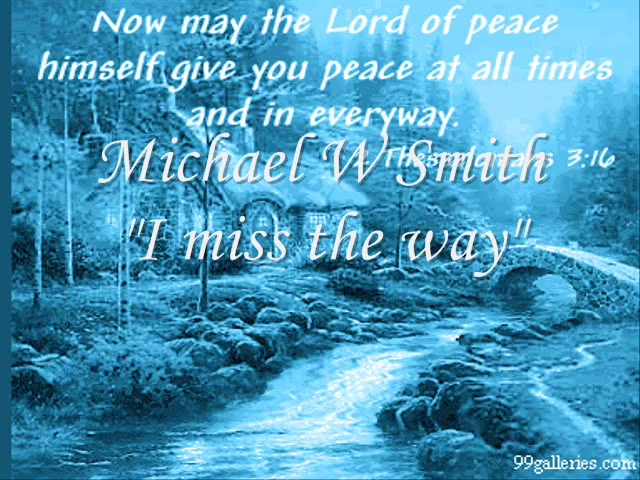 Now may the Lord of peace
himself give you peace at all times
and in everyway.
Michael W Smith
Thessalonians 3:16
"I miss the way"
99galleries.com